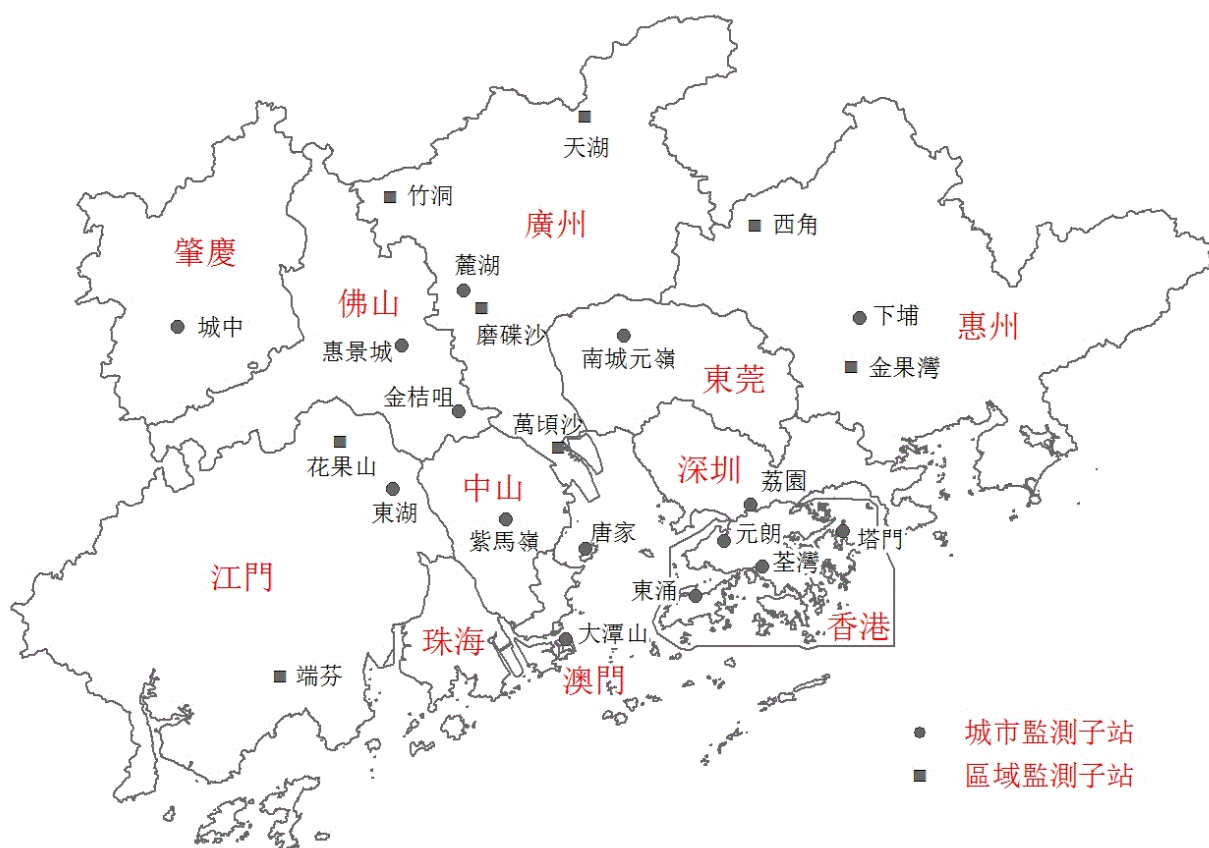 天湖
竹洞
廣州
西角
肇慶
麓湖
佛山
磨碟沙
城中
惠景城
南城元嶺
下埔
惠州
東莞
金果灣
金桔咀
萬頃沙
花果山
深圳
中山
東湖
荔園
紫馬嶺
唐家
元朗
塔門
荃灣
江門
東涌
珠海
大潭山
香港
端芬
澳門
城市監測子站
區域監測子站